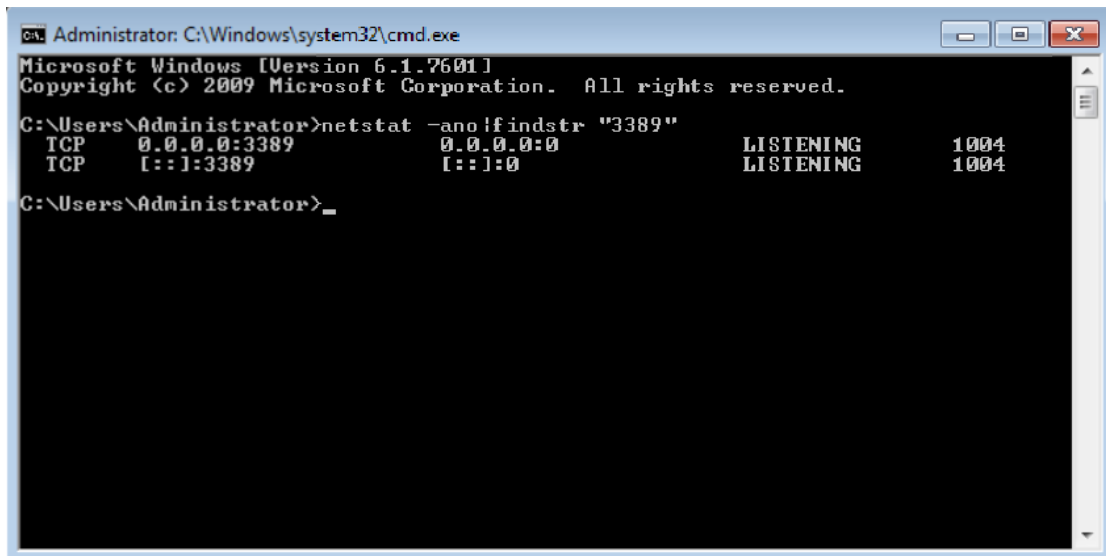 Administrator: C:\Windows\system32\cmd.exe
Microsoft Windows [Version 6.1.7601]
Copyright (c) 2009 Microsoft Corporation.  All rights reserved.
C:\Users\Administrator>netstat -ano|findstr "3389"
  TCP    0.0.0.0:3389           0.0.0.0:0              LISTENING       1004
  TCP    [::]:3389              [::]:0                 LISTENING       1004
C:\Users\Administrator>_